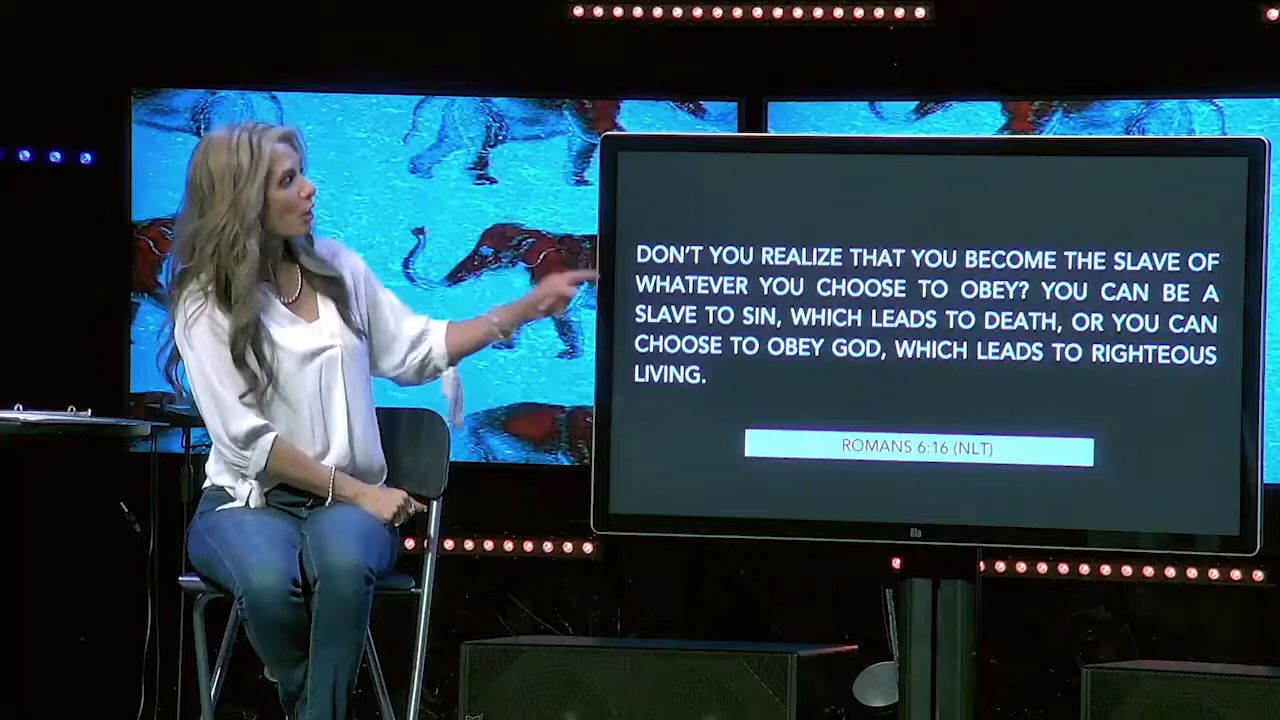 DON'T YOU REALIZE THAT YOU BECOME THE SLAVE OF
WHATEVER YOU CHOOSE TO OBEY? YOU CAN BE A
SLAVE TO SIN, WHICH LEADS TO DEATH, OR YOU CAN
CHOOSE TO OBEY GOD, WHICH LEADS TO RIGHTEOUS
LIVING.
ROMANS 6:16 (NLT)
elo